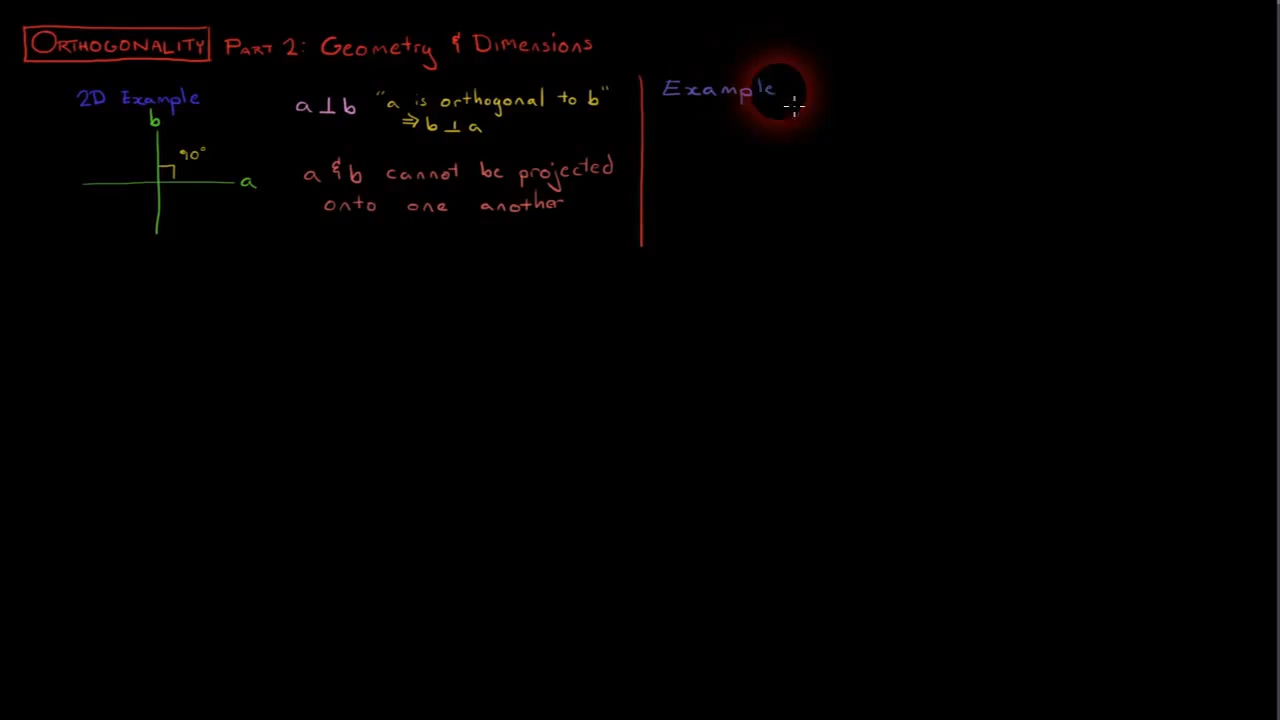 ORTHOGONALITY PART 2: Geometry & Dimensions
2D Example
b
90°
a
a ⊥ b "a is orthogonal to b"
⇒ b ⊥ a
a & b cannot be projected
onto one another
Example